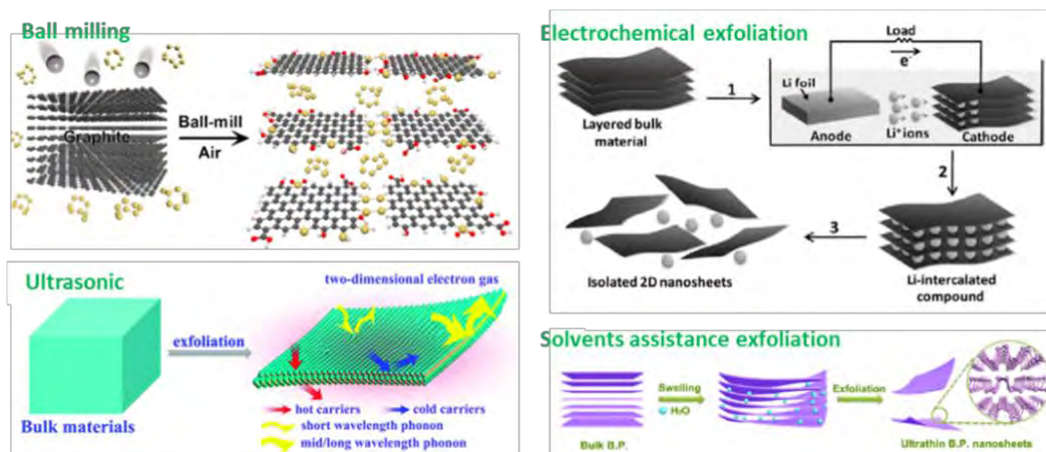 Ball milling
Graphite
Ball-mill
Air
Ultrasonic
exfoliation
Bulk materials
two-dimensional electron gas
hot carriers
cold carriers
short wavelength phonon
mid/long wavelength phonon
Electrochemical exfoliation
Layered bulk
material
1
Load
e-
Li foil
Anode
Li+ ions
Cathode
2
Li-intercalated
compound
3
Isolated 2D nanosheets
Solvents assistance exfoliation
Bulk B.P.
Swelling
H₂O
Exfoliation
Ultrathin B.P. nanosheets